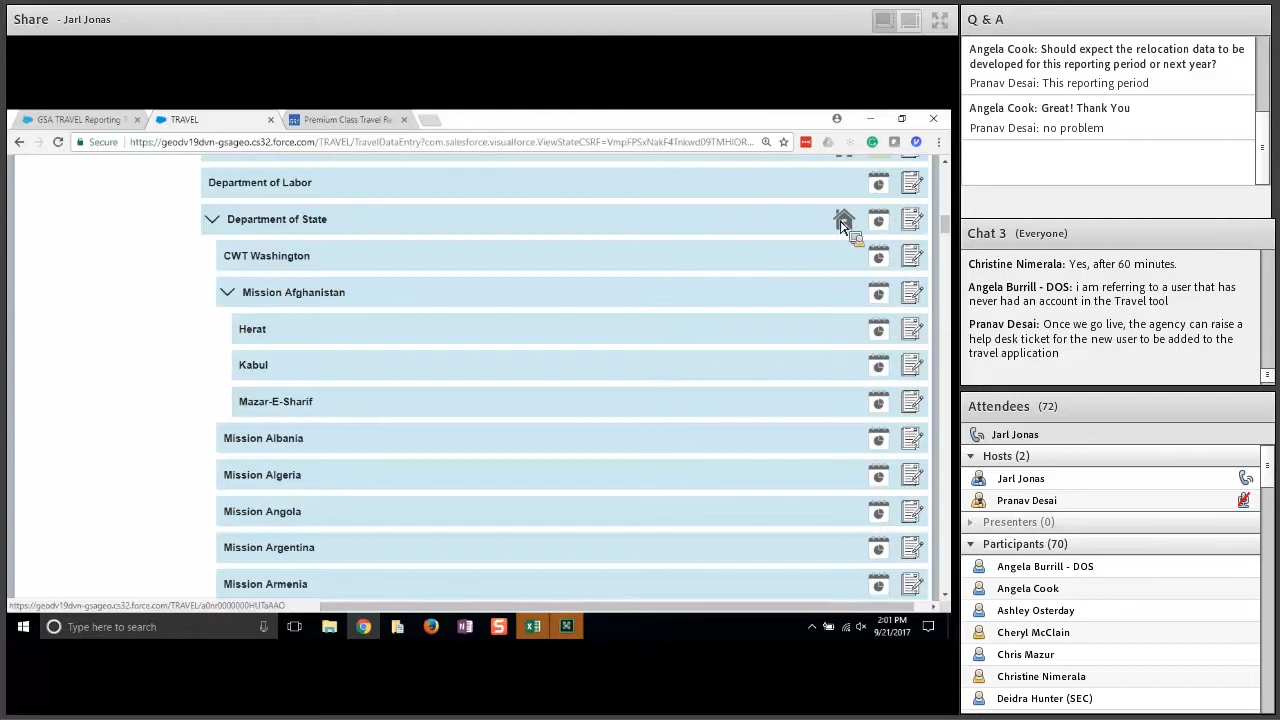 Share - Jarl Jonas
GSA TRAVEL Reporting T
TRAVEL
Premium Class Travel Re
Secure https://geodv19dvn-gsageo.cs32.force.com/TRAVEL/TravelDataEntry?com.salesforce.visualforce.ViewStateCSRF=VmpFPSxNakF4Tnkwd09TMHlOR...
Department of Labor
Department of State
CWT Washington
Mission Afghanistan
Herat
Kabul
Mazar-E-Sharif
Mission Albania
Mission Algeria
Mission Angola
Mission Argentina
Mission Armenia
https://geodv19dvn-gsageo.cs32.force.com/TRAVEL/a0nr0000000HUTaAAO
Type here to search
2:01 PM
9/21/2017
Q & A
Angela Cook: Should expect the relocation data to be
developed for this reporting period or next year?
Pranav Desai: This reporting period
Angela Cook: Great! Thank You
Pranav Desai: no problem
Chat 3 (Everyone)
Christine Nimerala: Yes, after 60 minutes.
Angela Burrill - DOS: i am referring to a user that has
never had an account in the Travel tool
Pranav Desai: Once we go live, the agency can raise a
help desk ticket for the new user to be added to the
travel application
Attendees (72)
Jarl Jonas
Hosts (2)
Jarl Jonas
Pranav Desai
Presenters (0)
Participants (70)
Angela Burrill - DOS
Angela Cook
Ashley Osterday
Cheryl McClain
Chris Mazur
Christine Nimerala
Deidra Hunter (SEC)